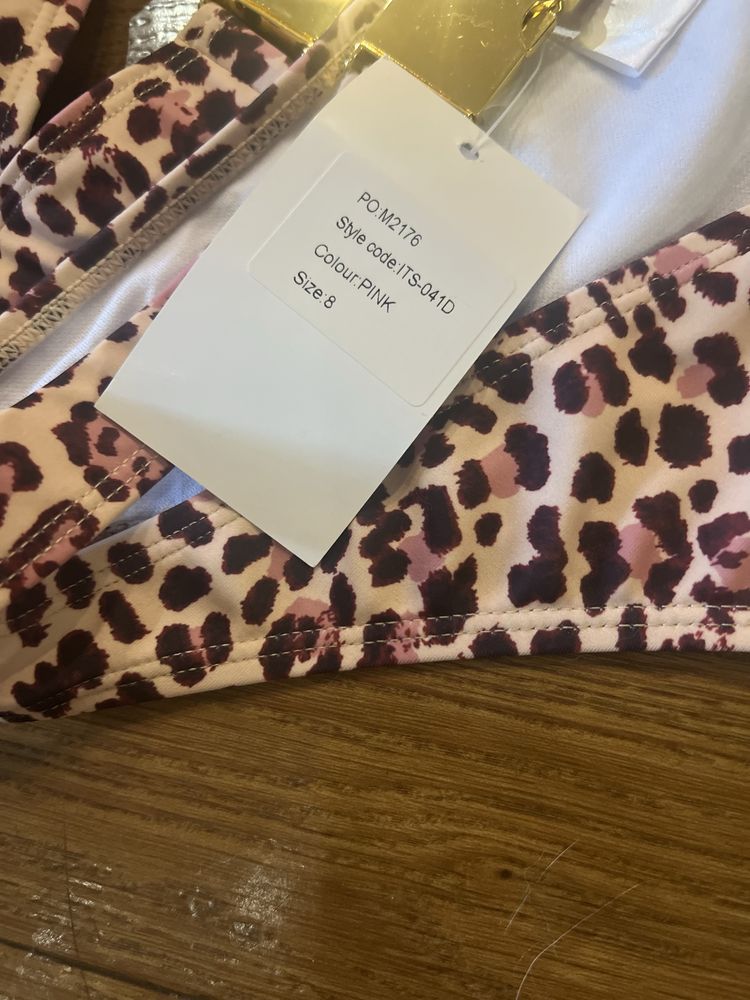 PO:M2176
Style code:ITS-041D
Colour:PINK
Size:8